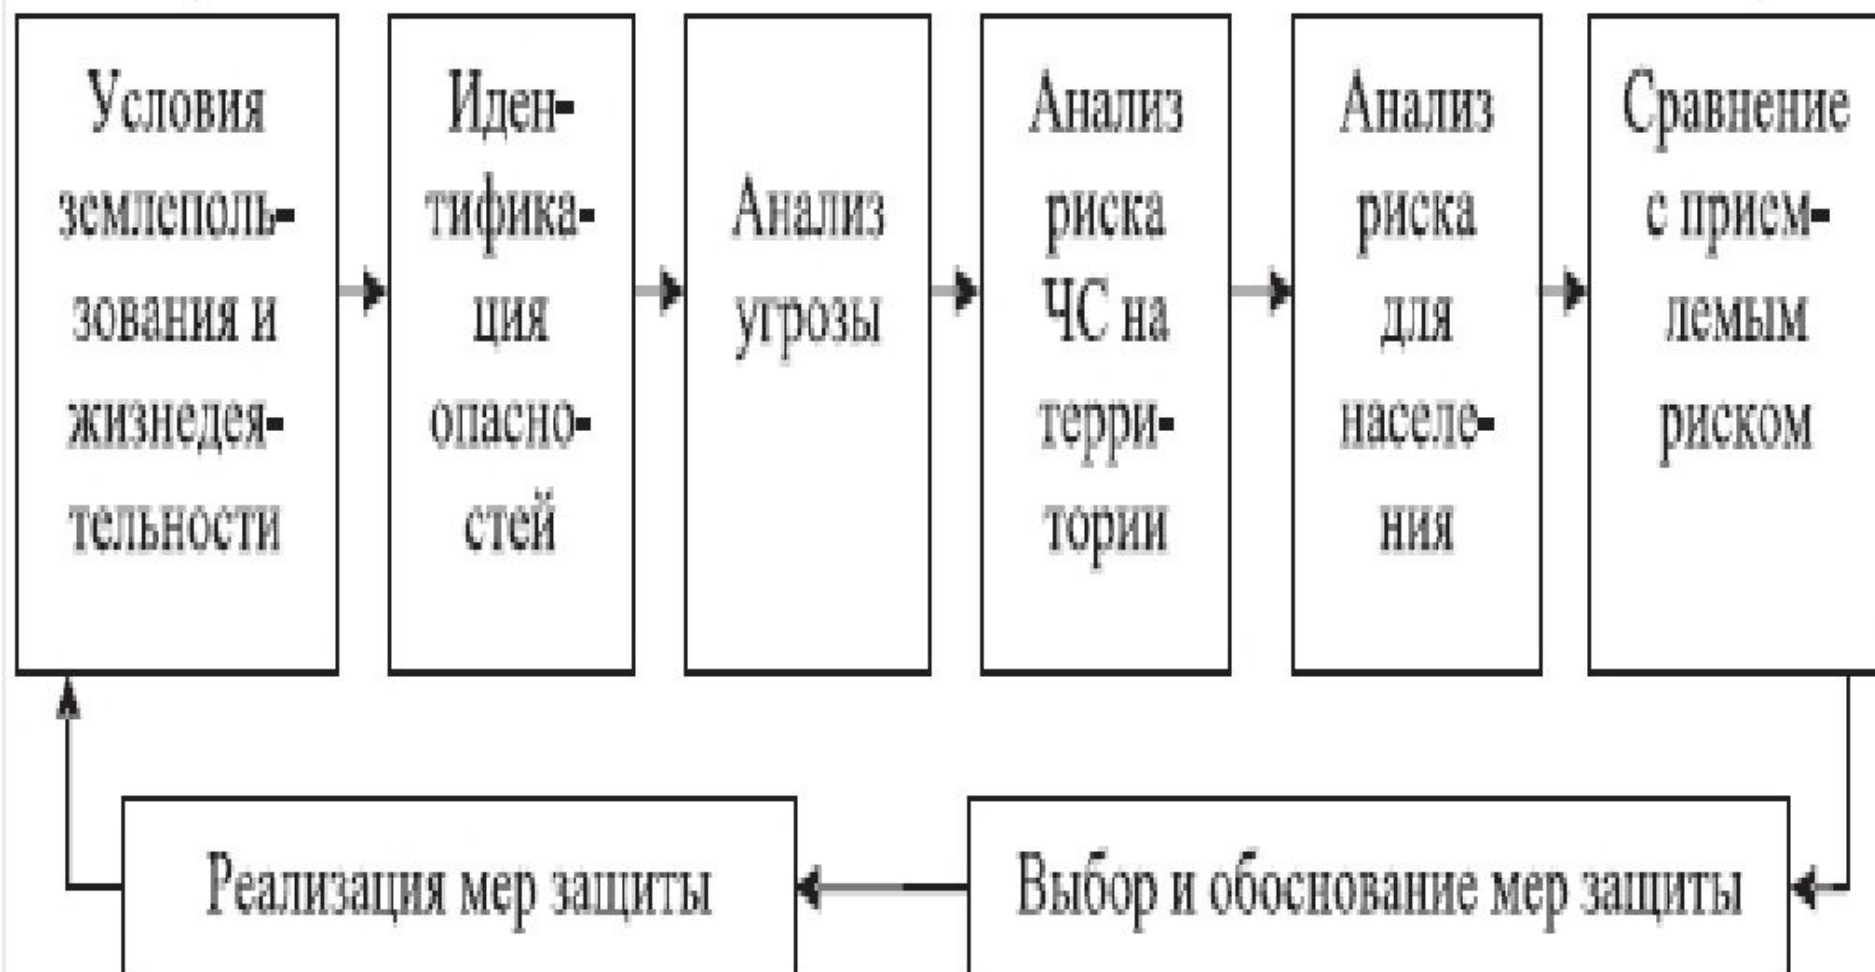 Условия
землеполь-
зования и
жизнедея-
тельности
Иден-
тифика-
ция
опасно-
стей
Анализ
угрозы
Анализ
риска
ЧС на
терри-
тории
Анализ
риска
для
населе-
ния
Сравнение
с прием-
лемым
риском
Реализация мер защиты
Выбор и обоснование мер защиты